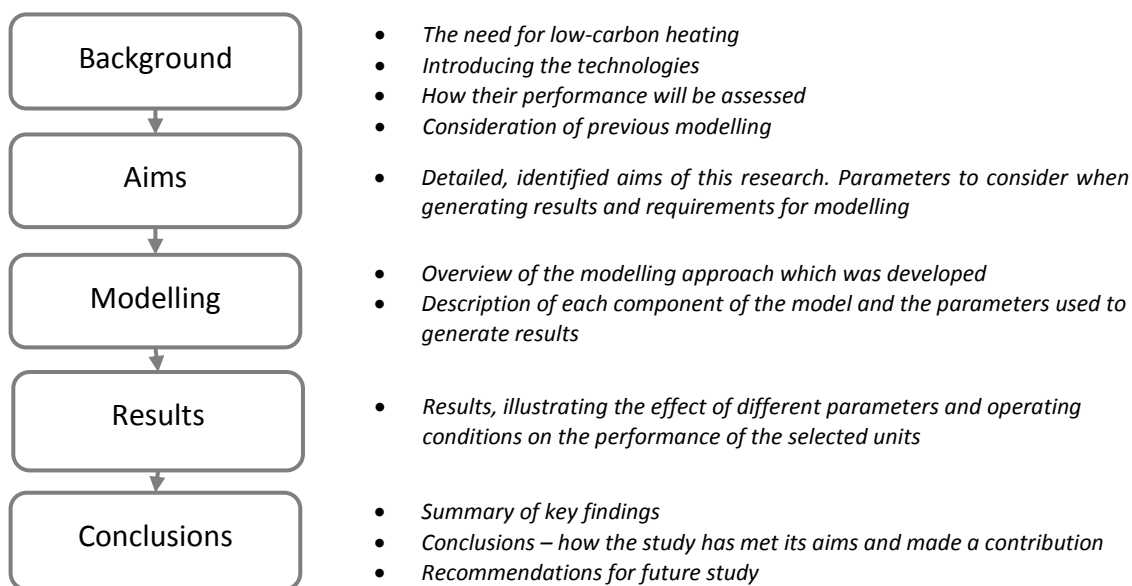 Background
• The need for low-carbon heating
• Introducing the technologies
• How their performance will be assessed
• Consideration of previous modelling
Aims
• Detailed, identified aims of this research. Parameters to consider when
generating results and requirements for modelling
Modelling
• Overview of the modelling approach which was developed
• Description of each component of the model and the parameters used to
generate results
Results
• Results, illustrating the effect of different parameters and operating
conditions on the performance of the selected units
Conclusions
• Summary of key findings
• Conclusions – how the study has met its aims and made a contribution
• Recommendations for future study